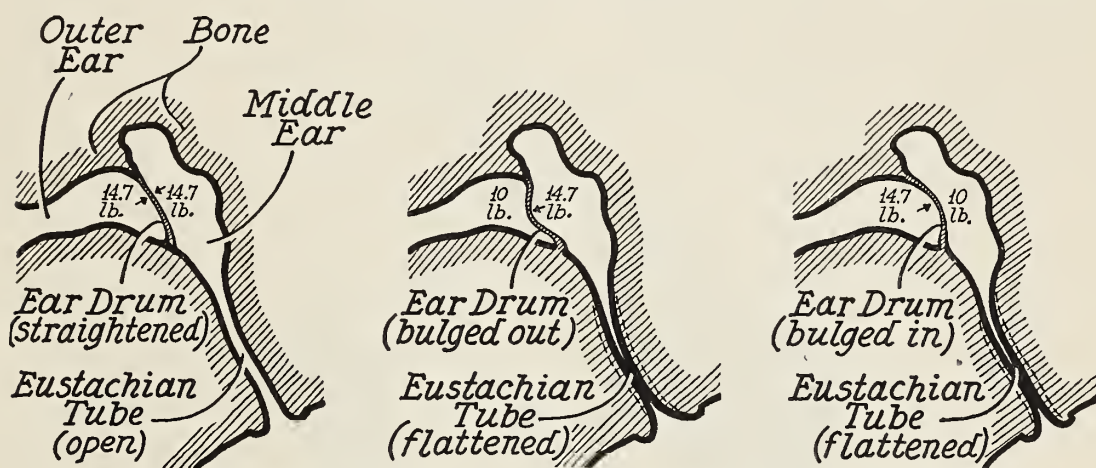 Outer
Ear
Bone
Middle
Ear
14.7
lb.
14.7
lb.
Ear Drum
(straightened)
Eustachian
Tube
(open)
10
lb.
14.7
lb.
Ear Drum
(bulged out)
Eustachian
Tube
(flattened)
14.7
lb.
10
lb.
Ear Drum
(bulged in)
Eustachian
Tube
(flattened)